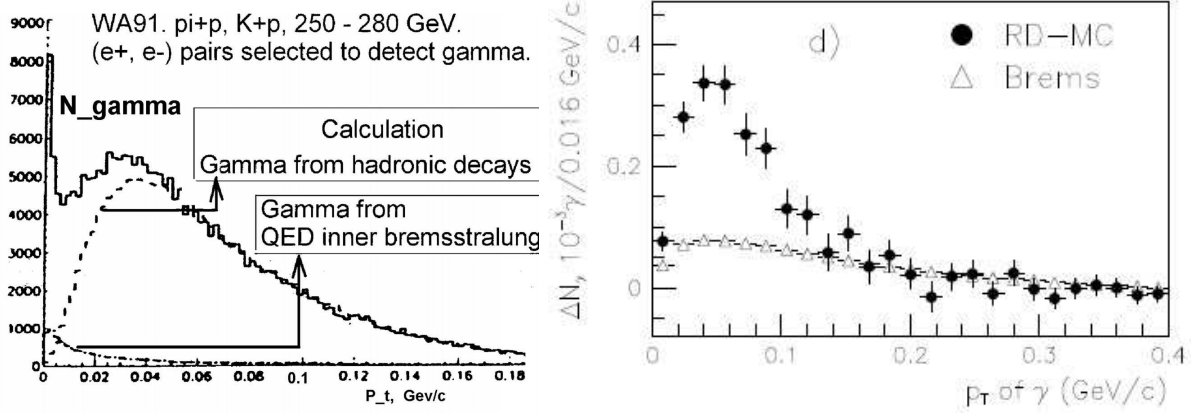 WA91. pi+p, K+p, 250 - 280 GeV.
(e+, e-) pairs selected to detect gamma.
N_gamma
Calculation
Gamma from hadronic decays
Gamma from
QED inner bremsstralung
9000
8000
7000
6000
5000
4000
3000
2000
1000
0
0 0.02 0.04 0.06 0.08 0.1 0.12 0.14 0.16 0.18
P_t, Gev/c
d)
RD-MC
Brems
ΔN, 10⁻³γ/0.016 GeV/c
0.4
0.2
0
0 0.1 0.2 0.3 0.4
pT of γ (GeV/c)